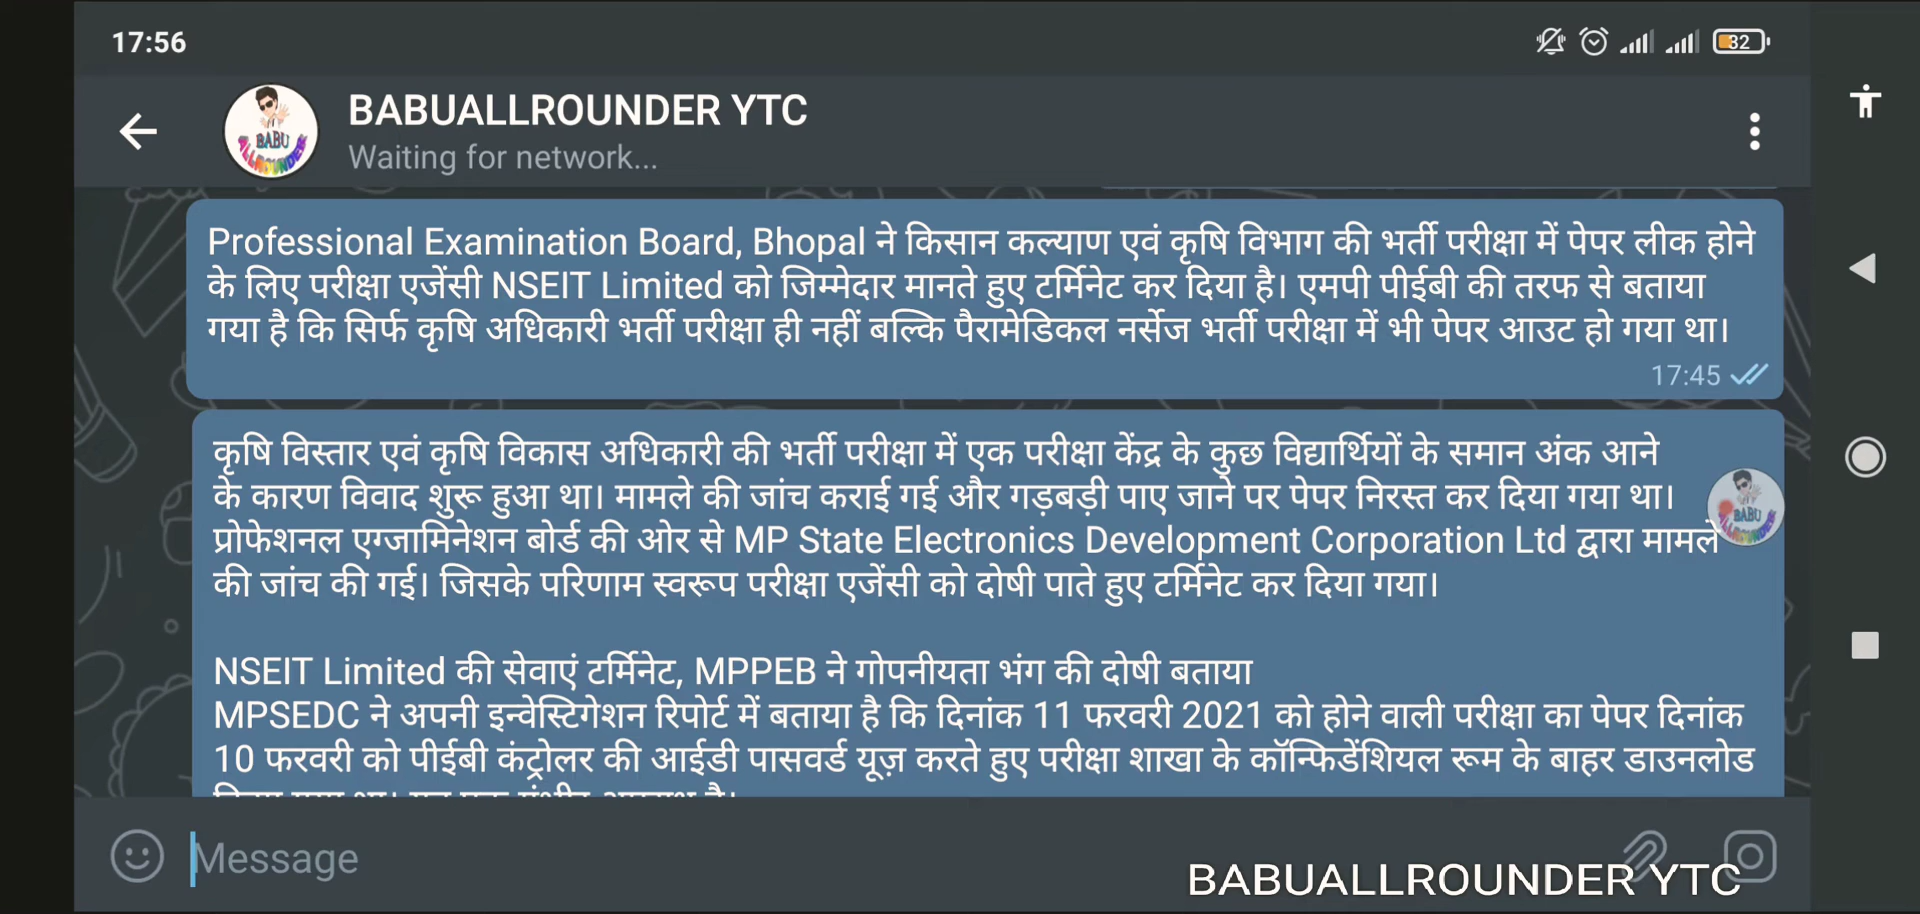 17:56
32
BABUALLROUNDER YTC
Waiting for network...
Professional Examination Board, Bhopal ने किसान कल्याण एवं कृषि विभाग की भर्ती परीक्षा में पेपर लीक होने
के लिए परीक्षा एजेंसी NSEIT Limited को जिम्मेदार मानते हुए टर्मिनेट कर दिया है। एमपी पीईबी की तरफ से बताया
गया है कि सिर्फ कृषि अधिकारी भर्ती परीक्षा ही नहीं बल्कि पैरामेडिकल नर्सेज भर्ती परीक्षा में भी पेपर आउट हो गया था।
17:45
कृषि विस्तार एवं कृषि विकास अधिकारी की भर्ती परीक्षा में एक परीक्षा केंद्र के कुछ विद्यार्थियों के समान अंक आने
के कारण विवाद शुरू हुआ था। मामले की जांच कराई गई और गड़बड़ी पाए जाने पर पेपर निरस्त कर दिया गया था।
प्रोफेशनल एग्जामिनेशन बोर्ड की ओर से MP State Electronics Development Corporation Ltd द्वारा मामले
की जांच की गई। जिसके परिणाम स्वरूप परीक्षा एजेंसी को दोषी पाते हुए टर्मिनेट कर दिया गया।
NSEIT Limited की सेवाएं टर्मिनेट, MPPEB ने गोपनीयता भंग की दोषी बताया
MPSEDC ने अपनी इन्वेस्टिगेशन रिपोर्ट में बताया है कि दिनांक 11 फरवरी 2021 को होने वाली परीक्षा का पेपर दिनांक
10 फरवरी को पीईबी कंट्रोलर की आईडी पासवर्ड यूज़ करते हुए परीक्षा शाखा के कॉन्फिडेंशियल रूम के बाहर डाउनलोड
Message
BABUALLROUNDER YTC